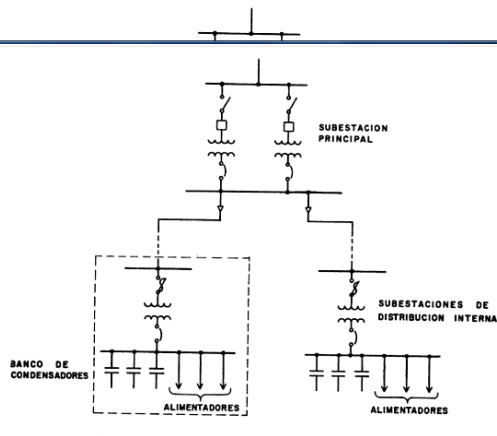 SUBESTACION
PRINCIPAL
SUBESTACIONES DE
DISTRIBUCION INTERNA
BANCO DE
CONDENSADORES
ALIMENTADORES
ALIMENTADORES